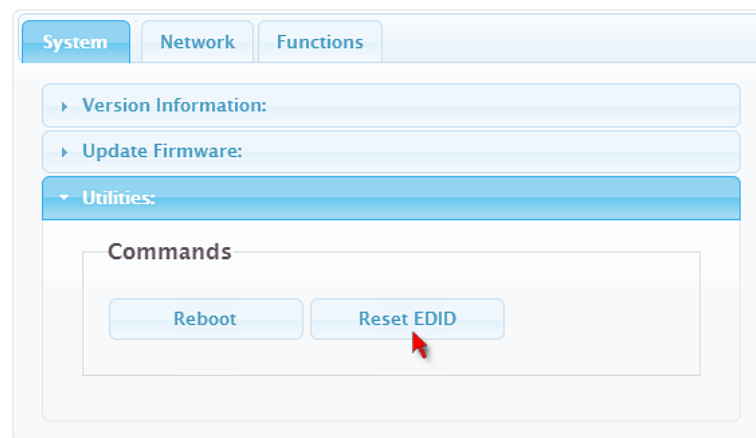 System Network Functions
Version Information:
Update Firmware:
Utilities:
Commands
Reboot Reset EDID